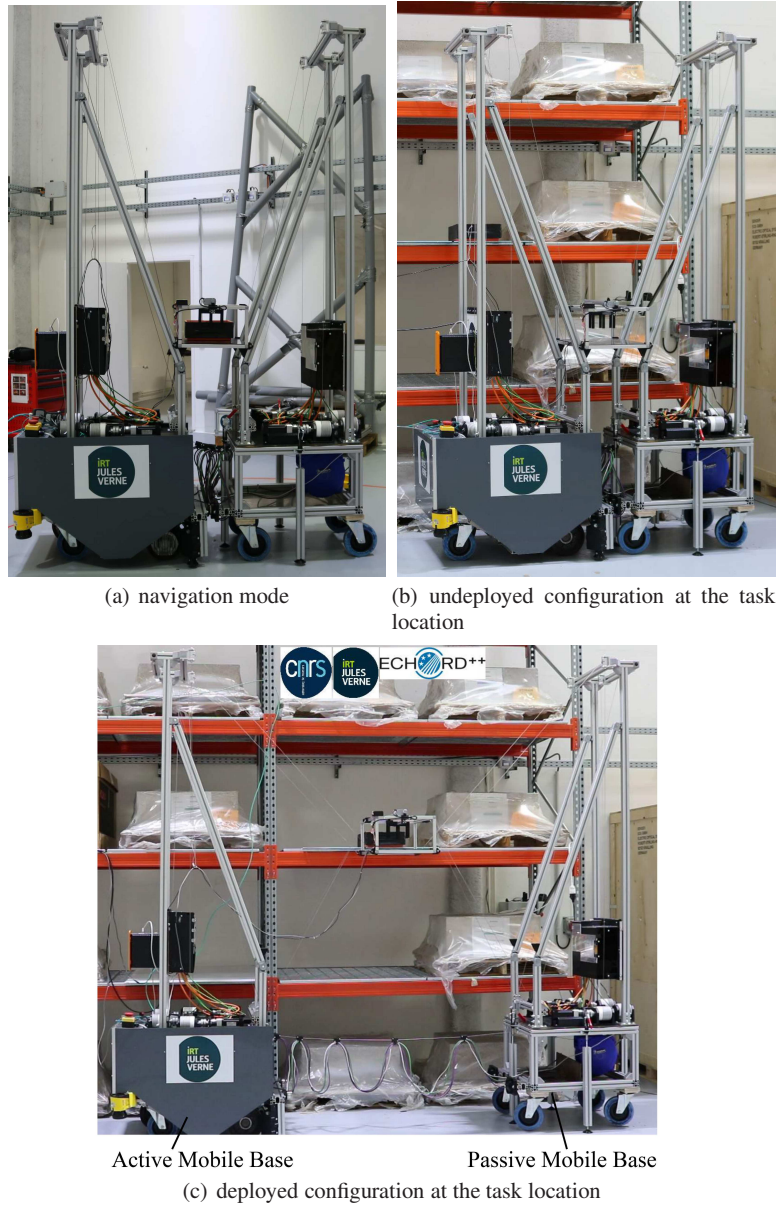 iRT
JULES
VERNE
iRT
JULES
VERNE
(a) navigation mode
(b) undeployed configuration at the task
location
cnrs
iRT
JULES
VERNE
ECHORD++
iRT
JULES
VERNE
Active Mobile Base
Passive Mobile Base
(c) deployed configuration at the task location